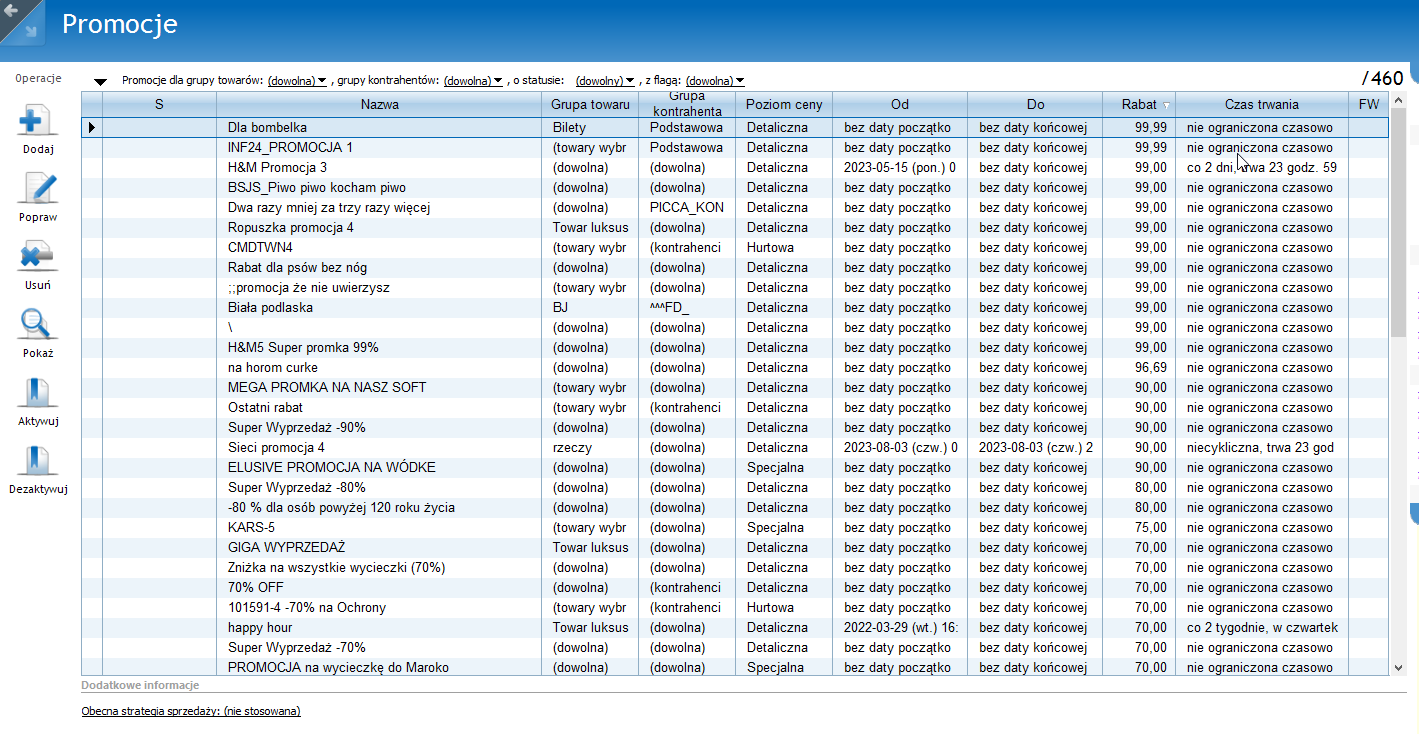 Promocje
Operacje
Promocje dla grupy towarów: (dowolna) , grupy kontrahentów: (dowolna) , o statusie: (dowolny) , z flagą: (dowolna)
/460
S Nazwa Grupa towaru Grupa kontrahenta Poziom ceny Od Do Rabat Czas trwania FW
Dla bombelka Bilety Podstawowa Detaliczna bez daty początko bez daty końcowej 99,99 nie ograniczona czasowo
INF24_PROMOCJA 1 (towary wybr Podstawowa Detaliczna bez daty początko bez daty końcowej 99,99 nie ograniczona czasowo
H&M Promocja 3 (dowolna) (dowolna) Detaliczna 2023-05-15 (pon.) 0 bez daty końcowej 99,00 co 2 dni, trwa 23 godz. 59
BSJS_Piwo piwo kocham piwo (dowolna) (dowolna) Detaliczna bez daty początko bez daty końcowej 99,00 nie ograniczona czasowo
Dwa razy mniej za trzy razy więcej (dowolna) PICCA_KON Detaliczna bez daty początko bez daty końcowej 99,00 nie ograniczona czasowo
Ropuszka promocja 4 Towar luksus (dowolna) Detaliczna bez daty początko bez daty końcowej 99,00 nie ograniczona czasowo
CMDTWN4 (towary wybr (kontrahenci Hurtowa bez daty początko bez daty końcowej 99,00 nie ograniczona czasowo
Rabat dla psów bez nóg (dowolna) (dowolna) Detaliczna bez daty początko bez daty końcowej 99,00 nie ograniczona czasowo
;;promocja że nie uwierzysz (towary wybr (dowolna) Detaliczna bez daty początko bez daty końcowej 99,00 nie ograniczona czasowo
Biała podlaska BJ ^^^FD_ Detaliczna bez daty początko bez daty końcowej 99,00 nie ograniczona czasowo
\ (dowolna) (dowolna) Detaliczna bez daty początko bez daty końcowej 99,00 nie ograniczona czasowo
H&M5 Super promka 99% (dowolna) (dowolna) Detaliczna bez daty początko bez daty końcowej 99,00 nie ograniczona czasowo
na horom curke (dowolna) (dowolna) Detaliczna bez daty początko bez daty końcowej 96,69 nie ograniczona czasowo
MEGA PROMKA NA NASZ SOFT (towary wybr (dowolna) Detaliczna bez daty początko bez daty końcowej 90,00 nie ograniczona czasowo
Ostatni rabat (towary wybr (kontrahenci Detaliczna bez daty początko bez daty końcowej 90,00 nie ograniczona czasowo
Super Wyprzedaż -90% (dowolna) (dowolna) Detaliczna bez daty początko bez daty końcowej 90,00 nie ograniczona czasowo
Sieci promocja 4 rzeczy (dowolna) Detaliczna 2023-08-03 (czw.) 0 2023-08-03 (czw.) 2 90,00 niecykliczna, trwa 23 god
ELUSIVE PROMOCJA NA WÓDKE (dowolna) (dowolna) Specjalna bez daty początko bez daty końcowej 90,00 nie ograniczona czasowo
Super Wyprzedaż -80% (dowolna) (dowolna) Detaliczna bez daty początko bez daty końcowej 80,00 nie ograniczona czasowo
-80 % dla osób powyżej 120 roku życia (dowolna) (dowolna) Detaliczna bez daty początko bez daty końcowej 80,00 nie ograniczona czasowo
KARS-5 (towary wybr (dowolna) Specjalna bez daty początko bez daty końcowej 75,00 nie ograniczona czasowo
GIGA WYPRZEDAŻ Towar luksus (dowolna) Detaliczna bez daty początko bez daty końcowej 70,00 nie ograniczona czasowo
Zniżka na wszystkie wycieczki (70%) (dowolna) (dowolna) Detaliczna bez daty początko bez daty końcowej 70,00 nie ograniczona czasowo
70% OFF (dowolna) (kontrahenci Detaliczna bez daty początko bez daty końcowej 70,00 nie ograniczona czasowo
101591-4 -70% na Ochrony (towary wybr (kontrahenci Hurtowa bez daty początko bez daty końcowej 70,00 nie ograniczona czasowo
happy hour Towar luksus (dowolna) Detaliczna 2022-03-29 (wt.) 16: bez daty końcowej 70,00 co 2 tygodnie, w czwartek
Super Wyprzedaż -70% (dowolna) (dowolna) Detaliczna bez daty początko bez daty końcowej 70,00 nie ograniczona czasowo
PROMOCJA na wycieczkę do Maroko (dowolna) (dowolna) Specjalna bez daty początko bez daty końcowej 70,00 nie ograniczona czasowo
Dodaj
Popraw
Usuń
Pokaż
Aktywuj
Dezaktywuj
Dodatkowe informacje
Obecna strategia sprzedaży: (nie stosowana)